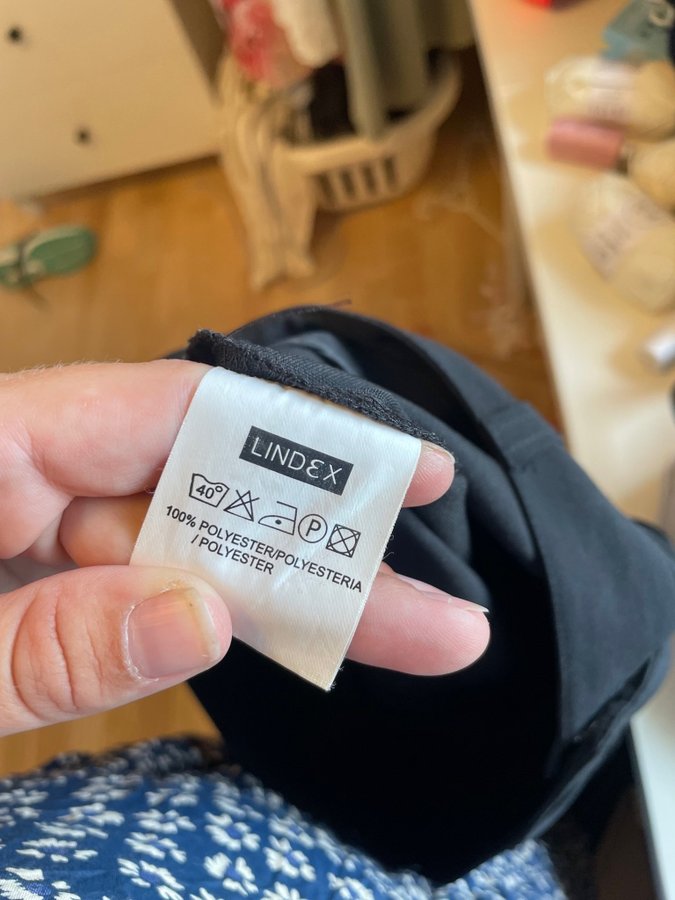 LINDEX
40° P
100% POLYESTER/POLYESTERIA
/ POLYESTER